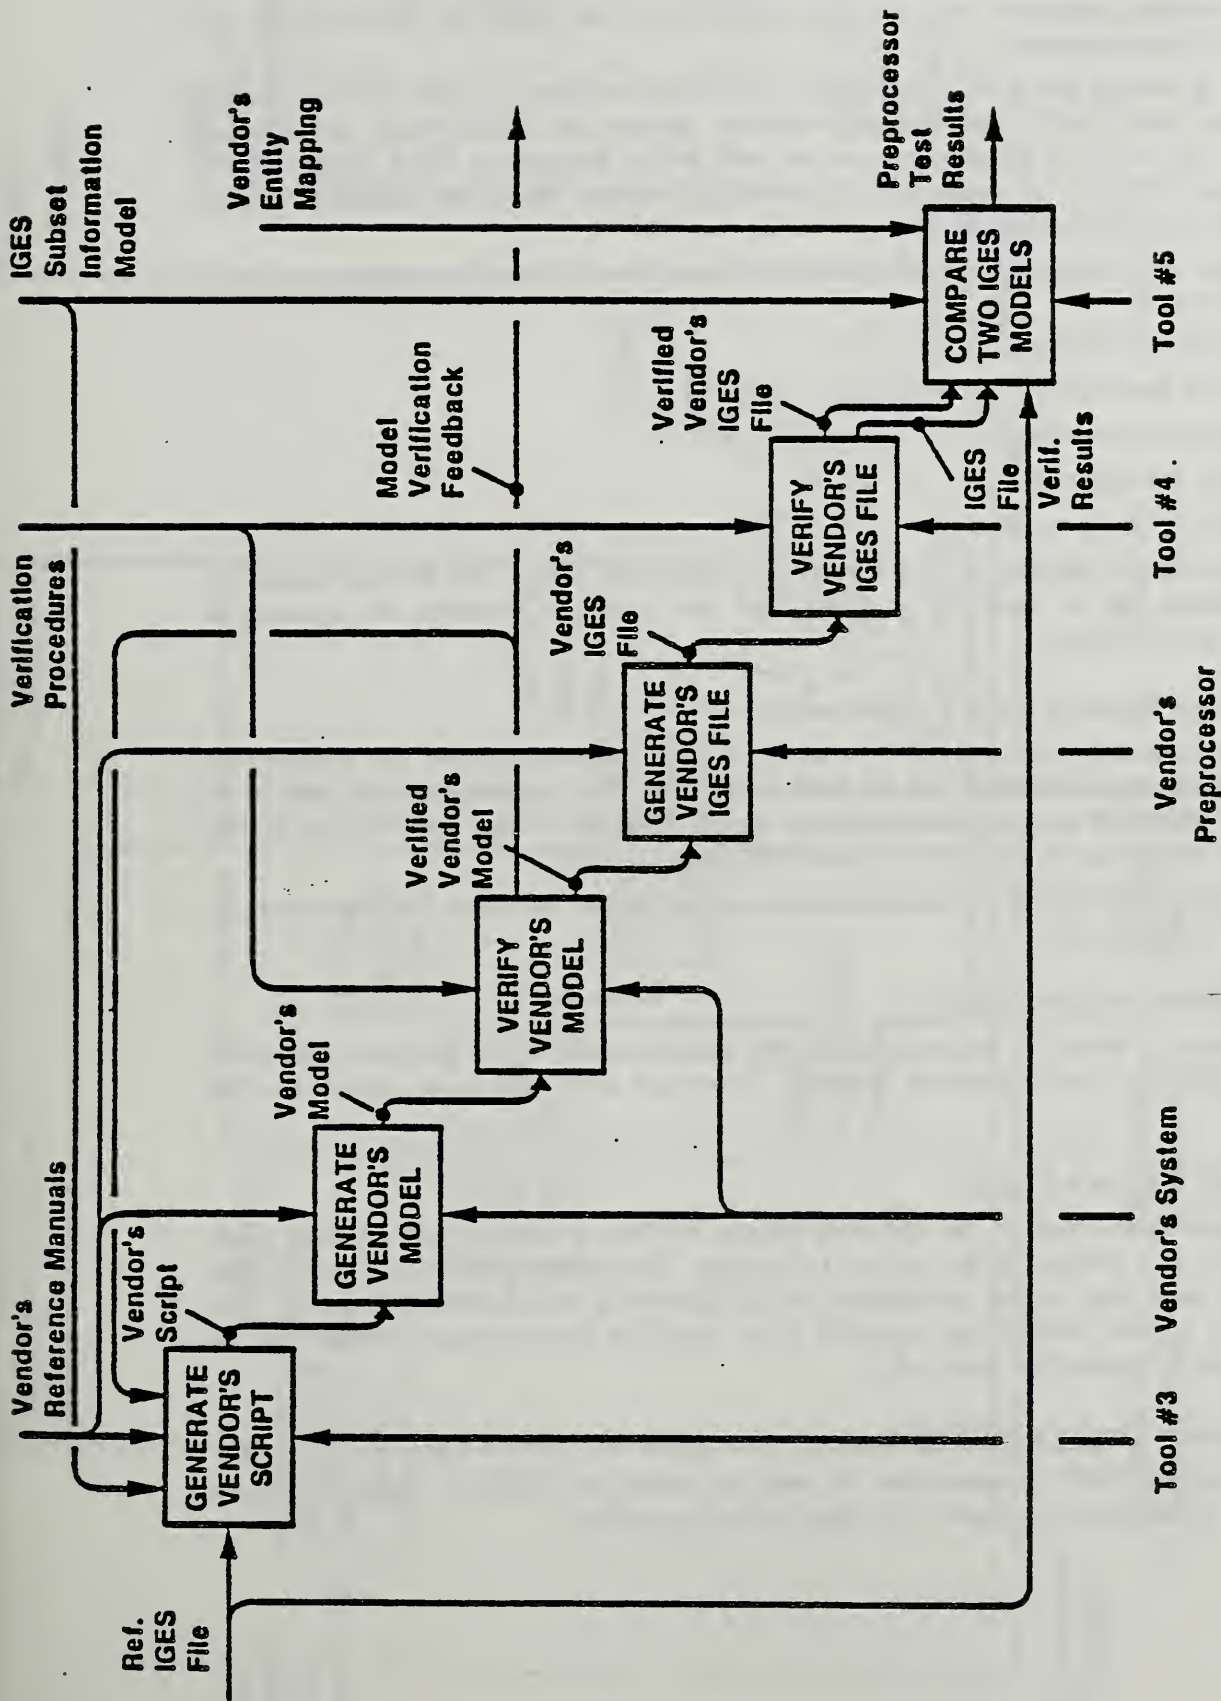 Vendor's
Reference Manuals
Verification
Procedures
IGES
Subset
Information
Model
Vendor's
Entity
Mapping
Ref.
IGES
File
GENERATE
VENDOR'S
SCRIPT
Vendor's
Script
GENERATE
VENDOR'S
MODEL
Vendor's
Model
VERIFY
VENDOR'S
MODEL
Verified
Vendor's
Model
Model
Verification
Feedback
GENERATE
VENDOR'S
IGES FILE
Vendor's
IGES
File
VERIFY
VENDOR'S
IGES FILE
Verified
Vendor's
IGES
File
IGES
File
Verif.
Results
COMPARE
TWO IGES
MODELS
Preprocessor
Test
Results
Tool #3
Vendor's System
Vendor's
Preprocessor
Tool #4
Tool #5